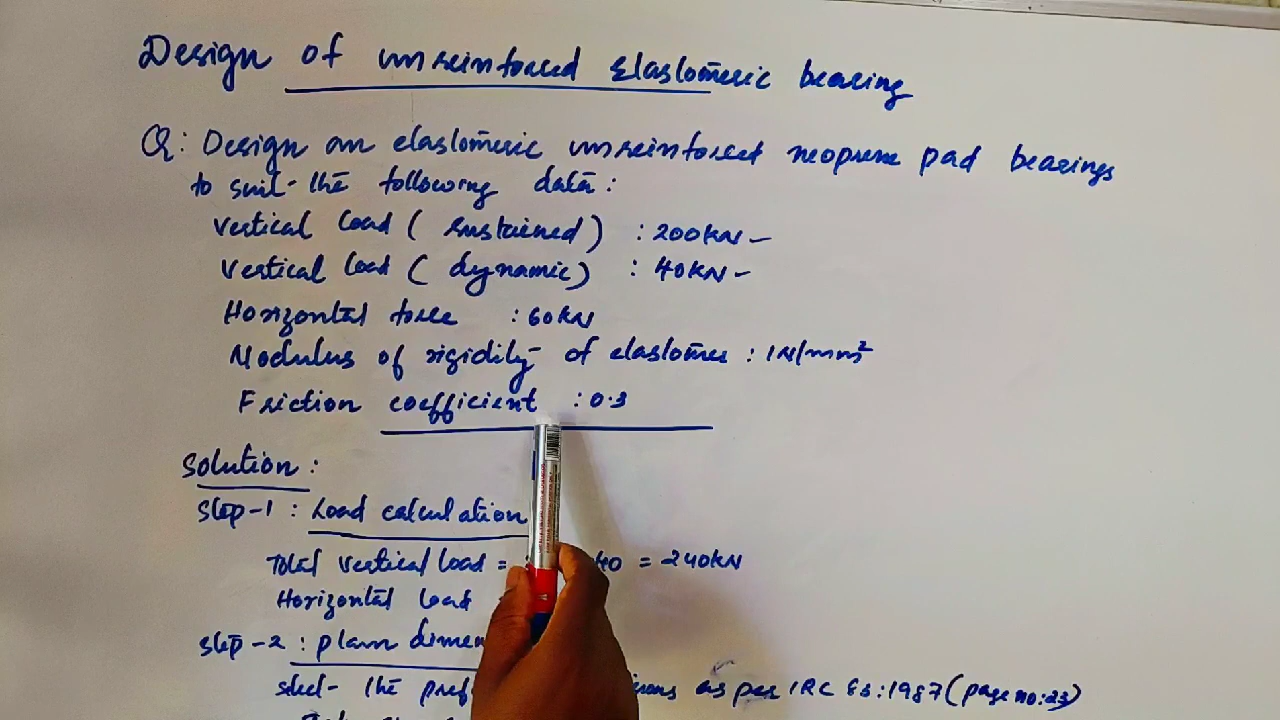 Design of unreinforced Elastomeric bearing
Q: Design an elastomeric unreinforced neoprene pad bearings
to suit the following data:
Vertical load ( sustained ) : 200kN
Vertical load ( dynamic ) : 40kN
Horizontal force : 60kN
Modulus of rigidity of elastomer : 1N/mm²
Friction coefficient : 0.3
Solution :
Step-1 : Load calculation
Total vertical load = 40 = 240kN
Horizontal load
Step-2 : plan
the as per IRC 83:1987 (page no:23)